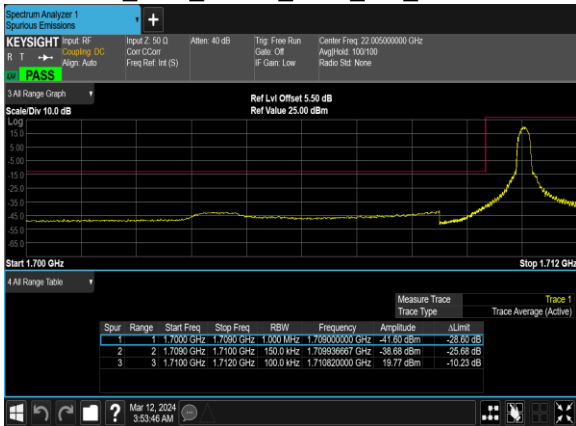 Spectrum Analyzer 1
Spurious Emissions
+
KEYSIGHT Input: RF Input Z: 50 Ω Atten: 40 dB Trig: Free Run Center Freq: 22.005000000 GHz
R T Coupling: DC Corr CCorr Gate: Off Avg|Hold: 100/100
Align: Auto Freq Ref: Int (S) IF Gain: Low Radio Std: None
PASS
3 All Range Graph
Ref Lvl Offset 5.50 dB
Scale/Div 10.0 dB Ref Value 25.00 dBm
Log
15.0
5.00
-5.00
-15.0
-25.0
-35.0
-45.0
-55.0
-65.0
Start 1.700 GHz Stop 1.712 GHz
4 All Range Table
Measure Trace Trace 1
Trace Type Trace Average (Active)
Spur Range Start Freq Stop Freq RBW Frequency Amplitude ΔLimit
1 1 1.7000 GHz 1.7090 GHz 1.000 MHz 1.709000000 GHz -41.60 dBm -28.60 dB
2 2 1.7090 GHz 1.7100 GHz 150.0 kHz 1.709936667 GHz -38.68 dBm -25.68 dB
3 3 1.7100 GHz 1.7120 GHz 100.0 kHz 1.710820000 GHz 19.77 dBm -10.23 dB
?
Mar 12, 2024
3:53:46 AM